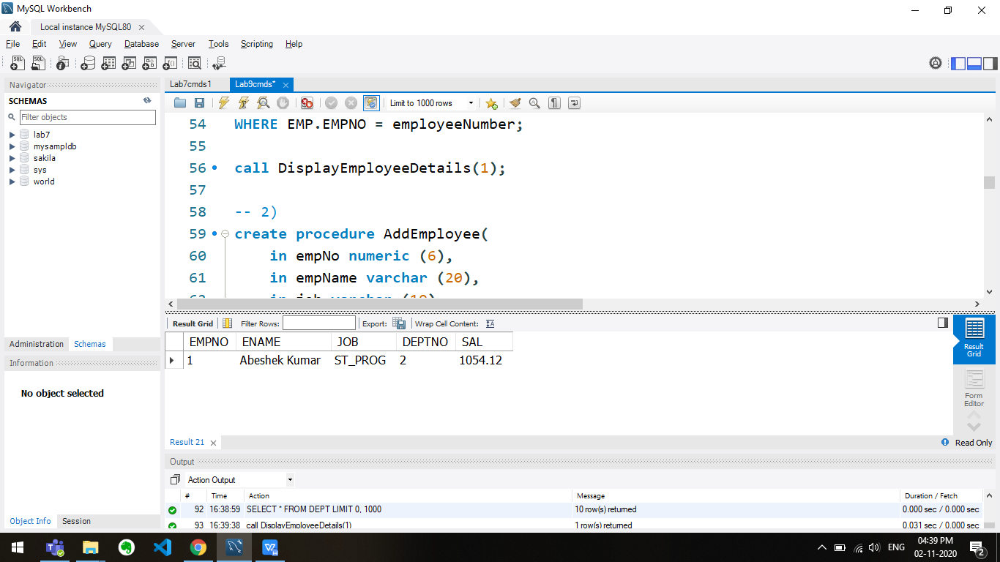 MySQL Workbench
Local instance MySQL80
File Edit View Query Database Server Tools Scripting Help
Navigator
SCHEMAS
Filter objects
lab7
mysampldb
sakila
sys
world
Administration Schemas
Information
No object selected
Object Info Session
Lab7cmds1 Lab9cmds*
Limit to 1000 rows
54 WHERE EMP.EMPNO = employeeNumber;
55
56 call DisplayEmployeeDetails(1);
57
58 -- 2)
59 create procedure AddEmployee(
60 in empNo numeric (6),
61 in empName varchar (20),
62 in job varchar (10)
Result Grid Filter Rows: Export: Wrap Cell Content:
EMPNO ENAME JOB DEPTNO SAL
1 Abeshek Kumar ST_PROG 2 1054.12
Result Grid
Form Editor
Result 21
Read Only
Output
Action Output
# Time Action Message Duration / Fetch
92 16:38:59 SELECT * FROM DEPT LIMIT 0, 1000 10 row(s) returned 0.000 sec / 0.000 sec
93 16:39:38 call DisplayEmployeeDetails(1) 1 row(s) returned 0.031 sec / 0.000 sec
ENG
04:39 PM
02-11-2020
2